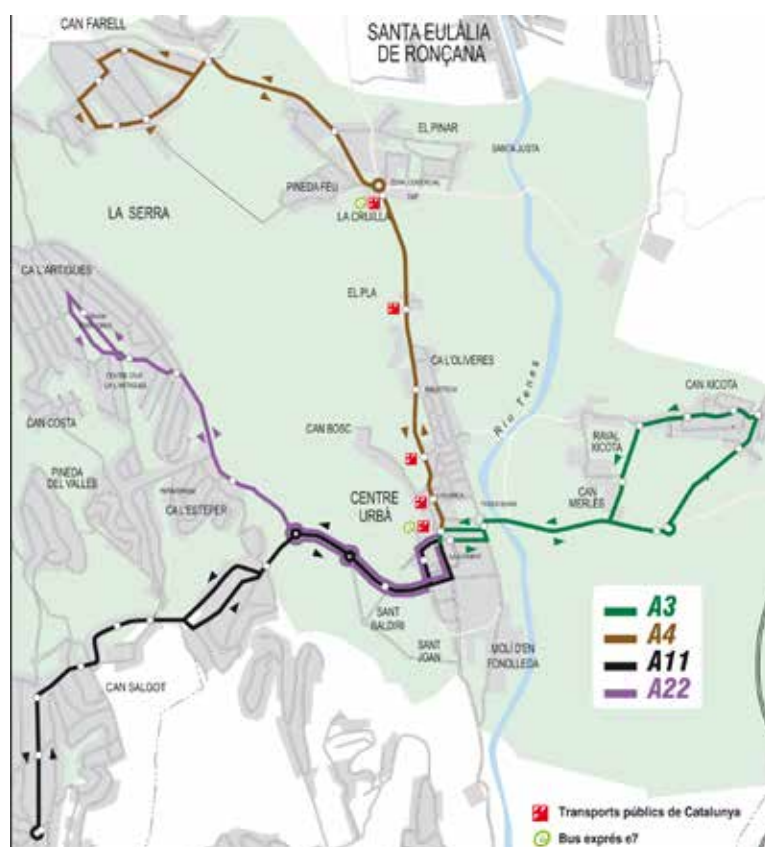 CAN FARELL
SANTA EULÀLIA
DE RONÇANA
EL PINAR
SANTA JUSTA
PINEDA FEU
ZONA COMERCIAL
CAP
LA CRUÏLLA
LA SERRA
CA L'ARTIGUES
EL PLA
CA L'OLIVERES
Riu Tenes
CAN XICOTA
CAN COSTA
CAN BOSC
RAVAL
XICOTA
PINEDA
DEL VALLÈS
CENTRE
URBÀ
CAN
MERLÈS
CA L'ESTEPER
A3
A4
A11
A22
SANT
BALDIRI
SANT
JOAN
MOLÍ D'EN
FONOLLEDA
CAN SALGOT
Transports públics de Catalunya
Bus exprés e7